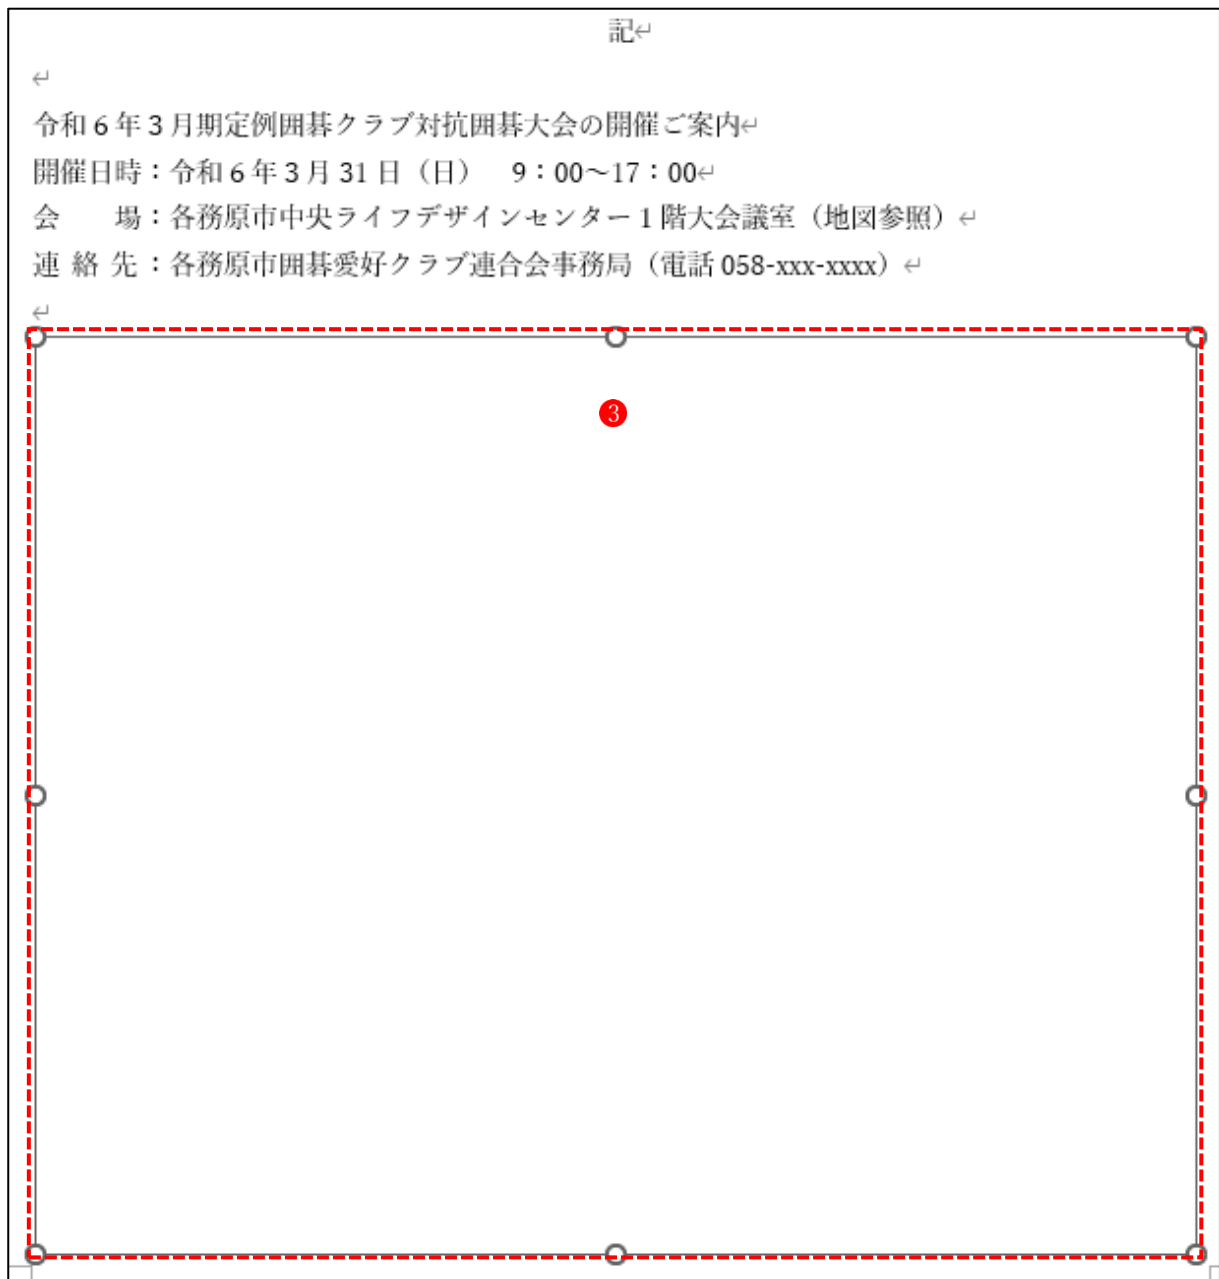 記↵
↵
令和 6 年 3 月期定例囲碁クラブ対抗囲碁大会の開催ご案内↵
開催日時：令和 6 年 3 月 31 日（日）　9：00～17：00↵
会　　場：各務原市中央ライフデザインセンター 1 階大会議室（地図参照）↵
連 絡 先：各務原市囲碁愛好クラブ連合会事務局（電話 058-xxx-xxxx）↵
↵
3